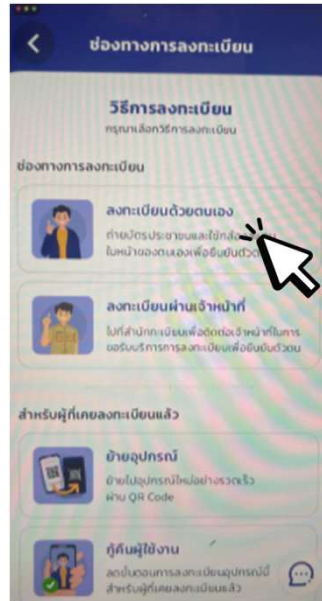 ช่องทางการลงทะเบียน
วิธีการลงทะเบียน
กรุณาเลือกวิธีการลงทะเบียน
ช่องทางการลงทะเบียน
ลงทะเบียนด้วยตนเอง
ถ่ายบัตรประชาชนและใช้กล้อง
ใบหน้าของตนเองเพื่อยืนยันตัวต
ลงทะเบียนผ่านเจ้าหน้าที่
ไปที่สำนักทะเบียนเพื่อติดต่อเจ้าหน้าที่ในการ
ขอรับบริการการลงทะเบียนเพื่อยืนยันตัวตน
สำหรับผู้ที่เคยลงทะเบียนแล้ว
ย้ายอุปกรณ์
ย้ายไปอุปกรณ์ใหม่อย่างรวดเร็ว
ผ่าน QR Code
กู้คืนผู้ใช้งาน
ลดขั้นตอนการลงทะเบียนอุปกรณ์นี้
สำหรับผู้ที่เคยลงทะเบียนแล้ว